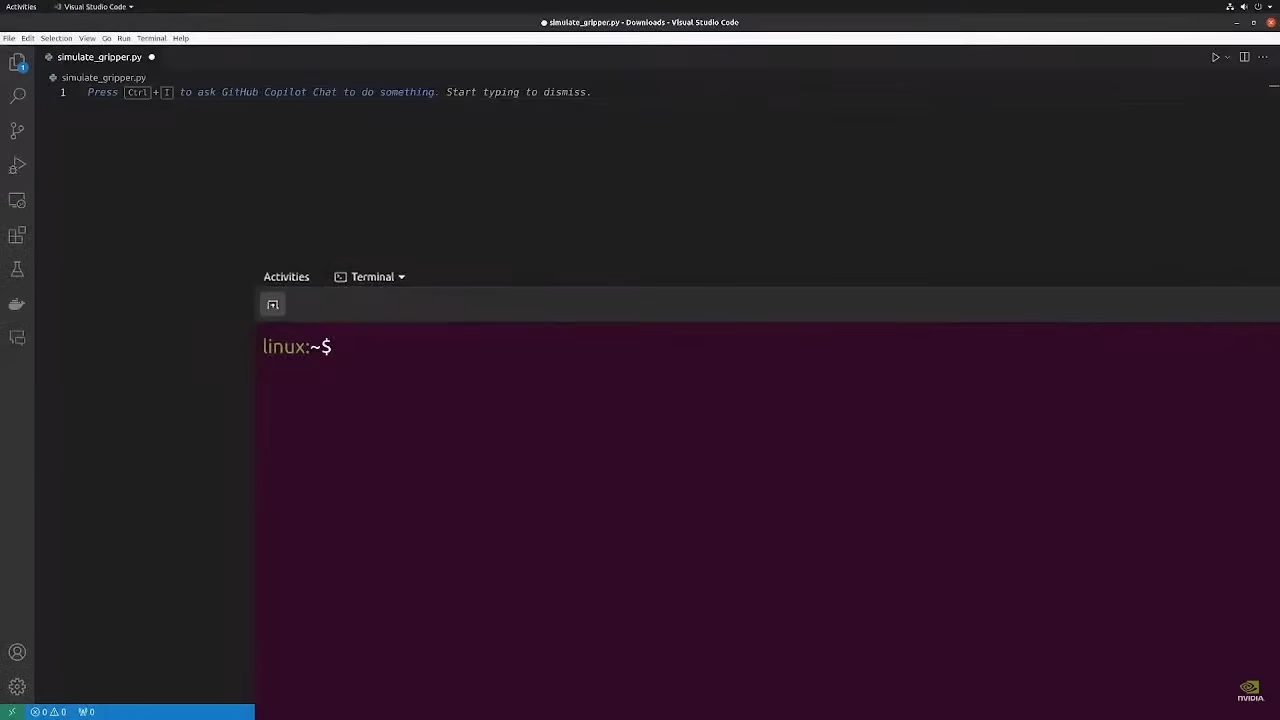 Activities Visual Studio Code
simulate_gripper.py - Downloads - Visual Studio Code
File Edit Selection View Go Run Terminal Help
simulate_gripper.py
simulate_gripper.py
1 Press Ctrl+I to ask GitHub Copilot Chat to do something. Start typing to dismiss.
Activities Terminal
linux:~$
1
0 0 0
NVIDIA